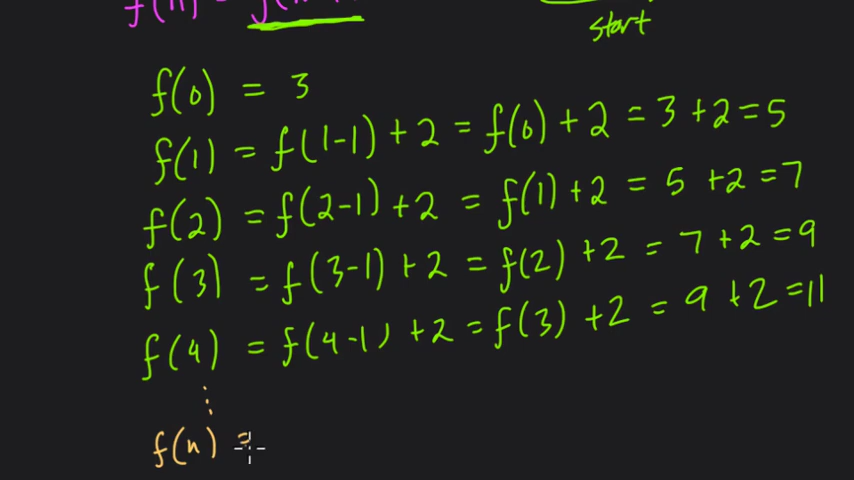 start
f(0) = 3
f(1) = f(1-1) + 2 = f(0) + 2 = 3 + 2 = 5
f(2) = f(2-1) + 2 = f(1) + 2 = 5 + 2 = 7
f(3) = f(3-1) + 2 = f(2) + 2 = 7 + 2 = 9
f(4) = f(4-1) + 2 = f(3) + 2 = 9 + 2 = 11
⋮
f(n) =